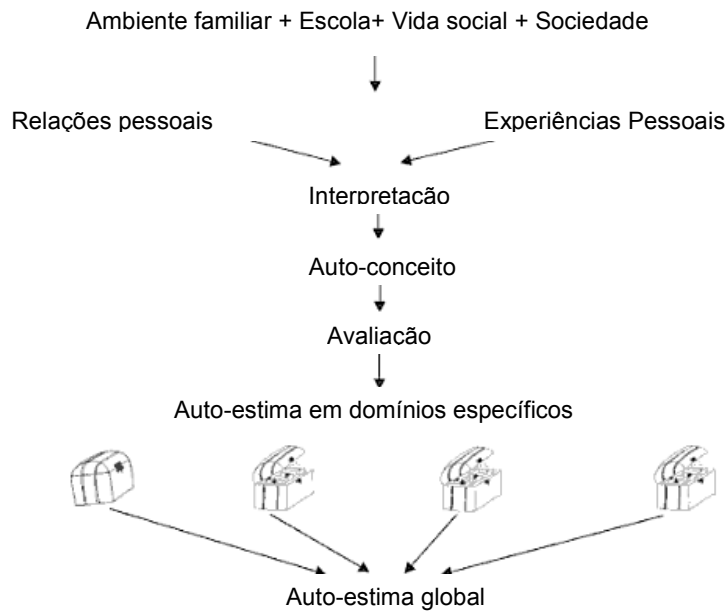 Ambiente familiar + Escola+ Vida social + Sociedade
Relações pessoais
Experiências Pessoais
Interpretação
Auto-conceito
Avaliação
Auto-estima em domínios específicos
Auto-estima global